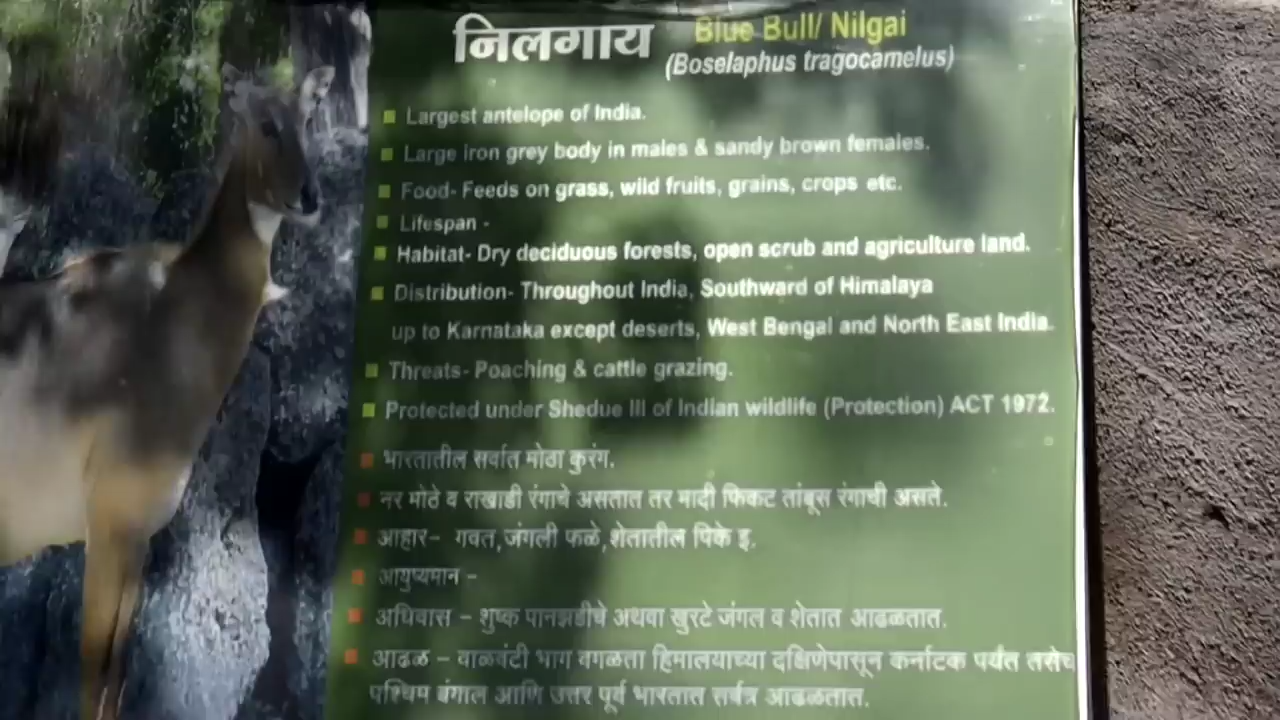 निलगाय Blue Bull/ Nilgai
(Boselaphus tragocamelus)
Largest antelope of India.
Large iron grey body in males & sandy brown females.
Food- Feeds on grass, wild fruits, grains, crops etc.
Lifespan -
Habitat- Dry deciduous forests, open scrub and agriculture land.
Distribution- Throughout India, Southward of Himalaya
up to Karnataka except deserts, West Bengal and North East India.
Threats- Poaching & cattle grazing.
Protected under Shedue III of Indian wildlife (Protection) ACT 1972.
भारतातील सर्वात मोठा कुरंग.
नर मोठे व राखाडी रंगाचे असतात तर मादी फिकट तांबूस रंगाची असते.
आहार- गवत,जंगली फळे,शेतातील पिके इ.
आयुष्यमान -
अधिवास - शुष्क पानझडीचे अथवा खुरटे जंगल व शेतात आढळतात.
आढळ - वाळवंटी भाग वगळता हिमालयाच्या दक्षिणेपासून कर्नाटक पर्यंत तसेच
पश्चिम बंगाल आणि उत्तर पूर्व भारतात सर्वत्र आढळतात.